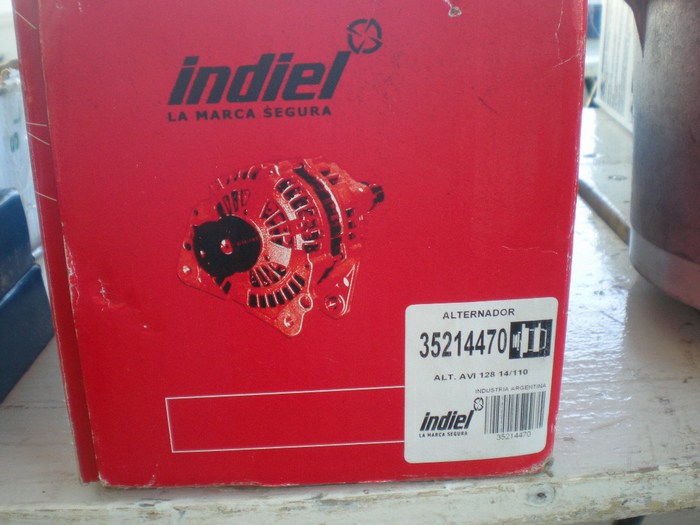 indiel
LA MARCA SEGURA
ALTERNADOR
35214470
ALT. AVI 128 14/110
INDUSTRIA ARGENTINA
indiel
LA MARCA SEGURA
35214470